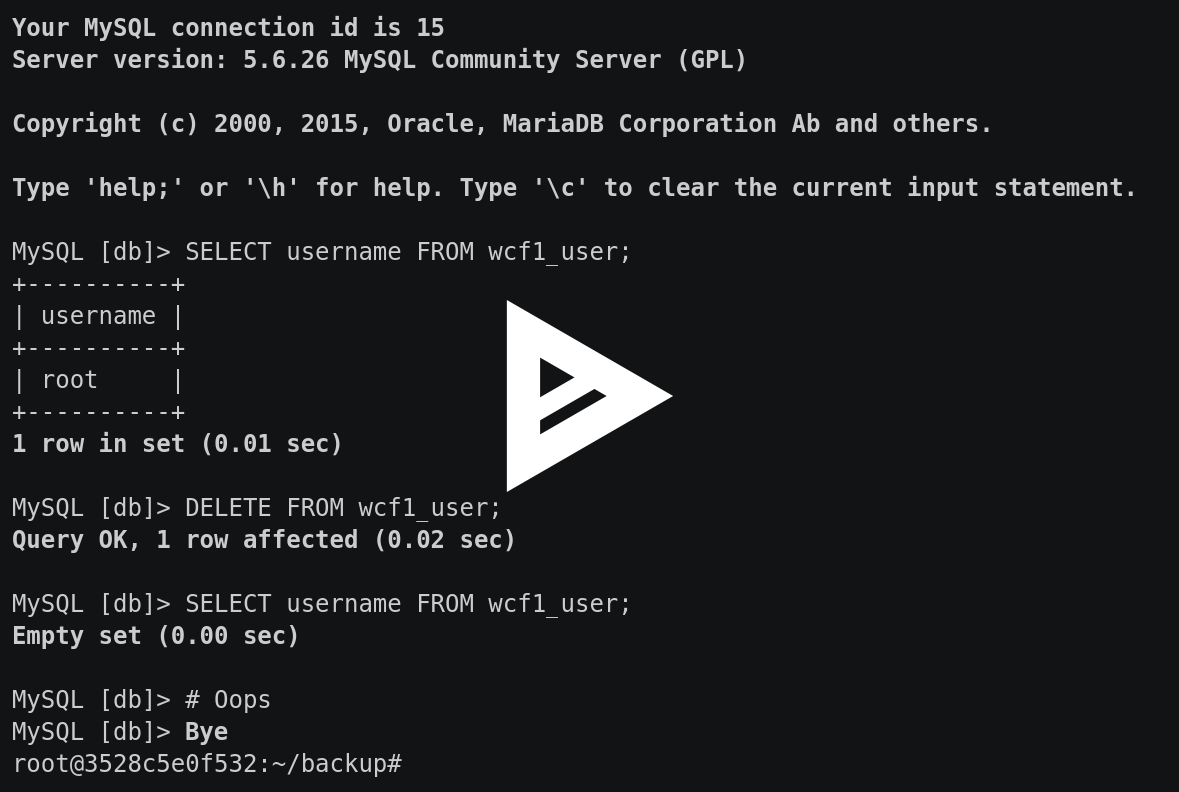 Your MySQL connection id is 15
Server version: 5.6.26 MySQL Community Server (GPL)
Copyright (c) 2000, 2015, Oracle, MariaDB Corporation Ab and others.
Type 'help;' or '\h' for help. Type '\c' to clear the current input statement.
MySQL [db]> SELECT username FROM wcf1_user;
+----------+
| username |
+----------+
| root     |
+----------+
1 row in set (0.01 sec)
MySQL [db]> DELETE FROM wcf1_user;
Query OK, 1 row affected (0.02 sec)
MySQL [db]> SELECT username FROM wcf1_user;
Empty set (0.00 sec)
MySQL [db]> # Oops
MySQL [db]> Bye
root@3528c5e0f532:~/backup#